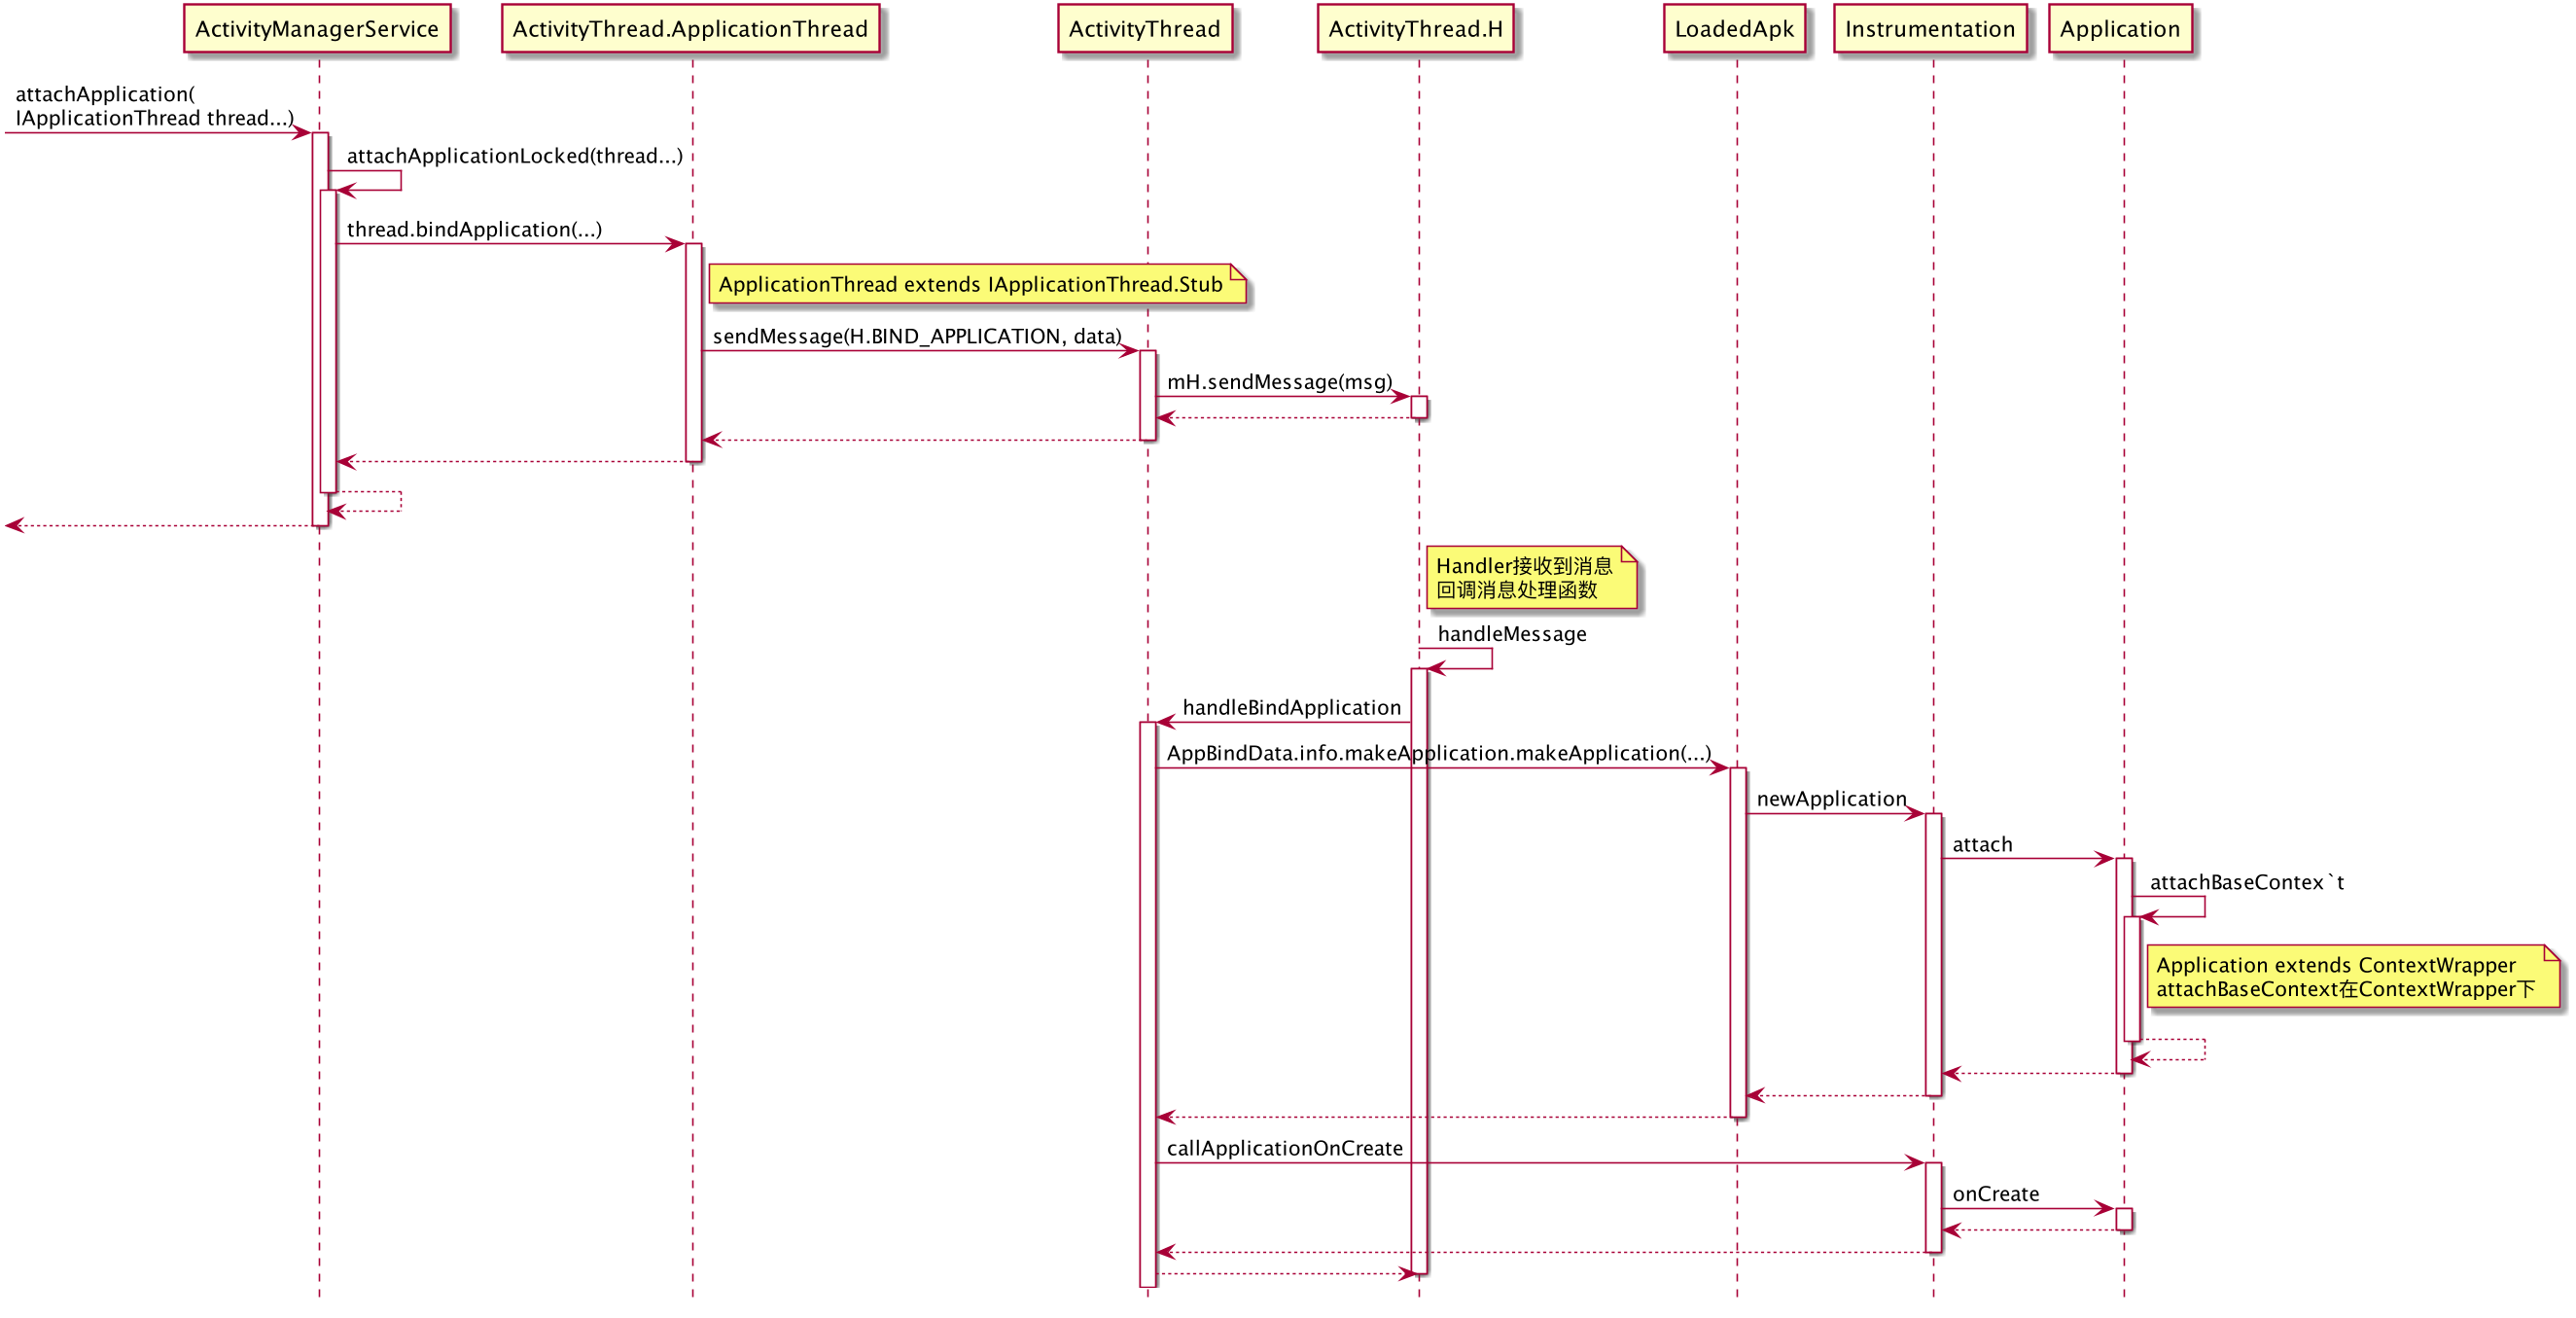 ActivityManagerService
ActivityThread.ApplicationThread
ActivityThread
ActivityThread.H
LoadedApk
Instrumentation
Application
attachApplication(
IApplicationThread thread...)
attachApplicationLocked(thread...)
thread.bindApplication(...)
ApplicationThread extends IApplicationThread.Stub
sendMessage(H.BIND_APPLICATION, data)
mH.sendMessage(msg)
Handler接收到消息
回调消息处理函数
handleMessage
handleBindApplication
AppBindData.info.makeApplication.makeApplication(...)
newApplication
attach
attachBaseContex`t
Application extends ContextWrapper
attachBaseContext在ContextWrapper下
callApplicationOnCreate
onCreate